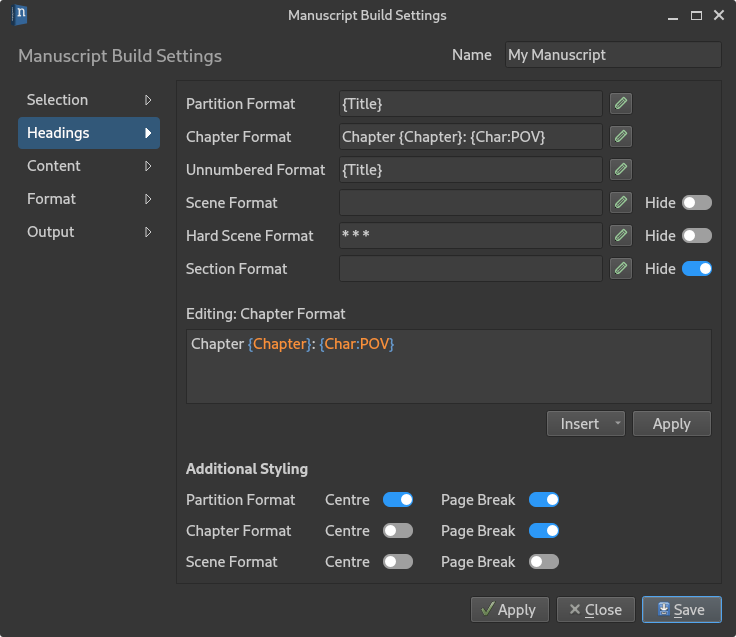 n
Manuscript Build Settings
Manuscript Build Settings
Name My Manuscript
Selection
Headings
Content
Format
Output
Partition Format {Title}
Chapter Format Chapter {Chapter}: {Char:POV}
Unnumbered Format {Title}
Scene Format Hide
Hard Scene Format * * * Hide
Section Format Hide
Editing: Chapter Format
Chapter {Chapter}: {Char:POV}
Insert Apply
Additional Styling
Partition Format Centre Page Break
Chapter Format Centre Page Break
Scene Format Centre Page Break
Apply Close Save